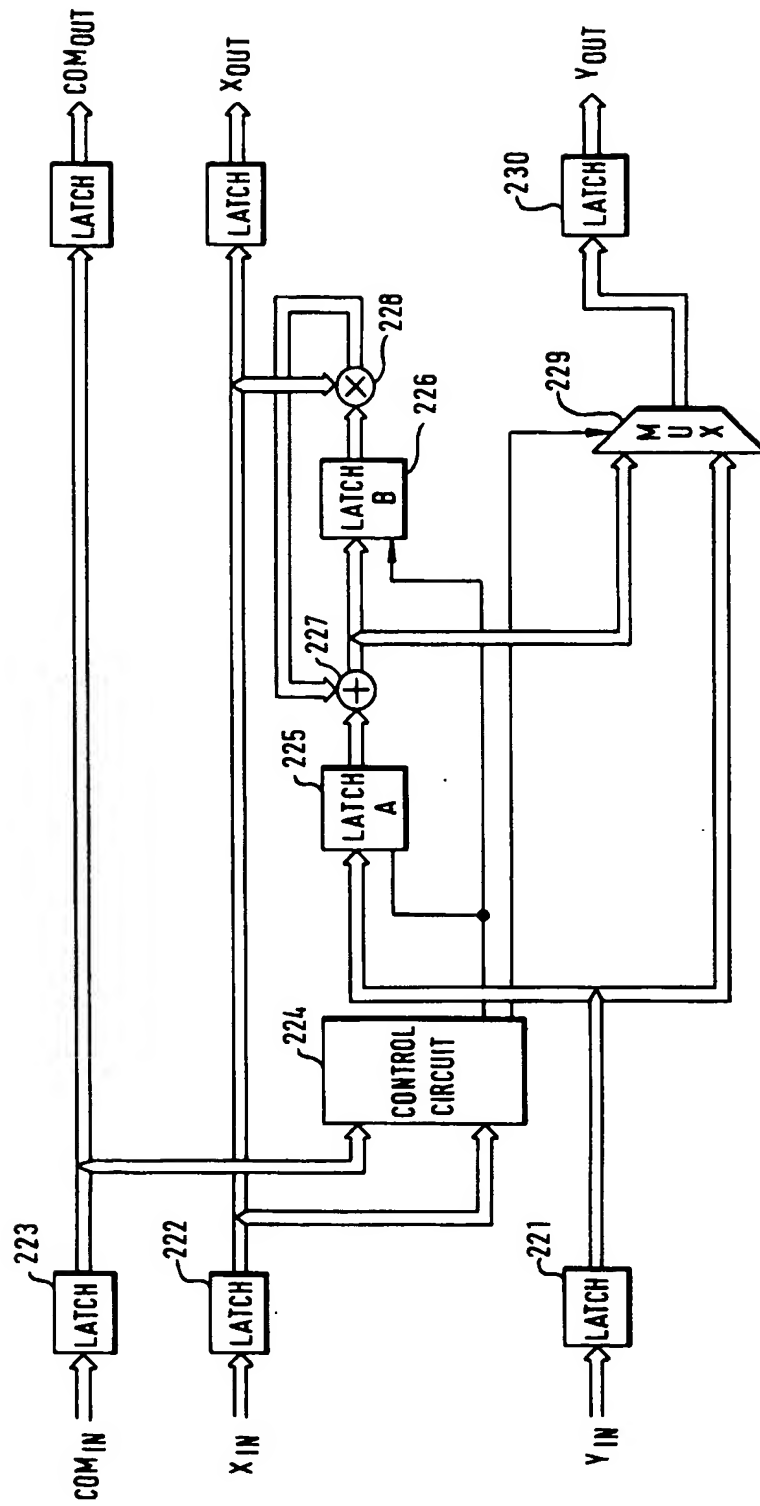 COM_IN
LATCH
223
LATCH
COM_OUT
X_IN
LATCH
222
LATCH
X_OUT
224
CONTROL
CIRCUIT
225
LATCH
A
227
+
LATCH
B
226
×
228
Y_IN
LATCH
221
229
MUX
230
LATCH
Y_OUT